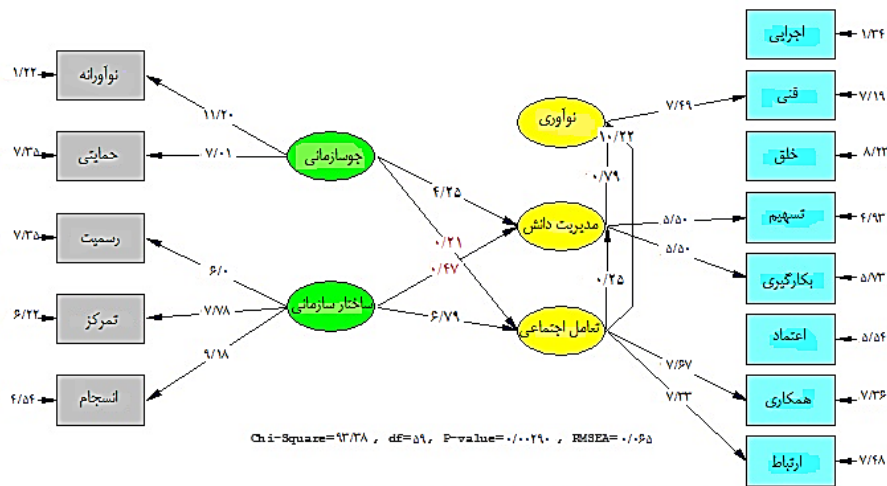 اجرایی
۱/۳۴
نوآورانه
۱/۲۲
۱۱/۲۰
نوآوری
۷/۴۹
فنی
۷/۱۹
حمایتی
۷/۳۵
۷/۰۱
جوسازمانی
۱۰/۲۲
خلق
۸/۲۲
۴/۲۵
۰/۷۹
رسمیت
۷/۳۵
۶/۰
۰/۲۱
۰/۴۷
مدیریت دانش
۵/۵۰
تسهیم
۴/۹۳
۵/۵۰
بکارگیری
۵/۷۳
تمرکز
۶/۲۲
۷/۷۸
ساختار سازمانی
۶/۷۹
۰/۲۵
تعامل اجتماعی
اعتماد
۵/۵۴
انسجام
۴/۵۴
۹/۱۸
۷/۶۷
همکاری
۷/۳۶
۷/۳۳
ارتباط
۷/۴۸
Chi-Square=۹۳/۳۸ , df=۵۹, P-value=۰/۰۰۲۹۰ , RMSEA=۰/۰۶۵